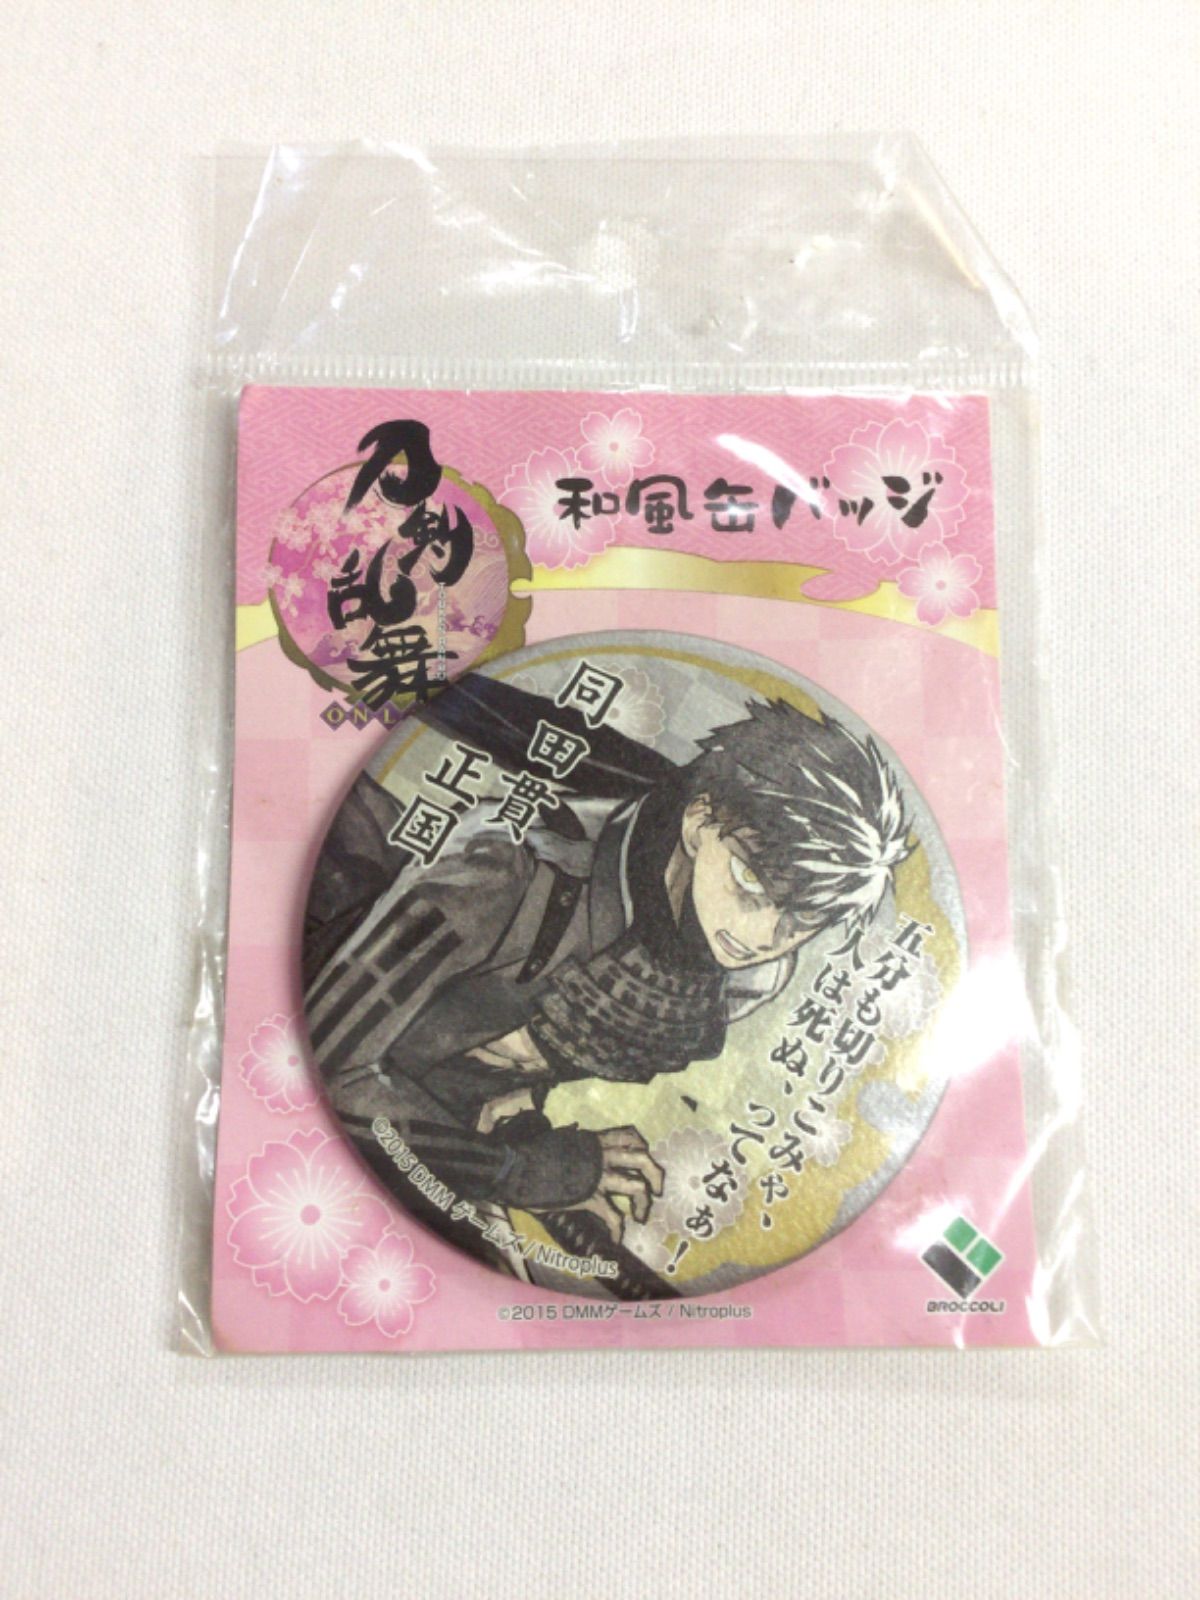 刀剣乱舞
ONL
和風缶バッジ
同田貫
正国
五分も切りこみゃ、
人は死ぬ、ってなぁ!
©2015 DMM ゲームズ / Nitroplus
©2015 DMMゲームズ / Nitroplus
BROCCOLI